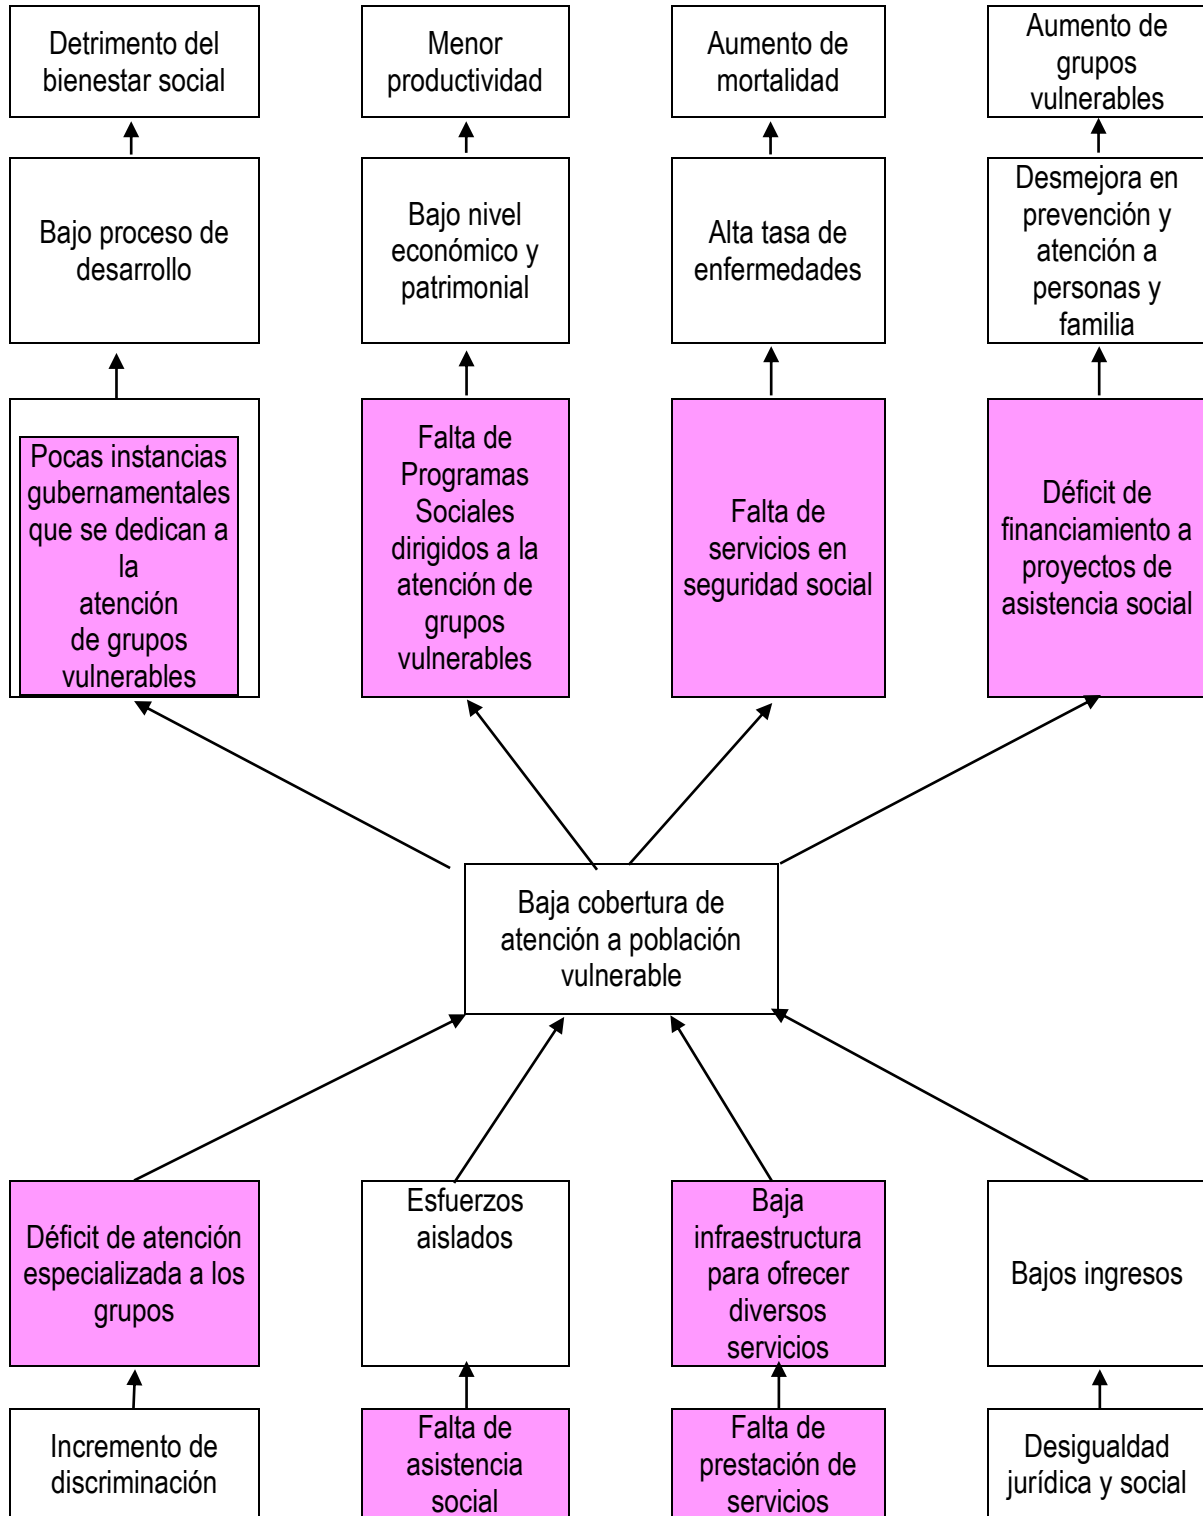 Detrimento del
bienestar social
Menor
productividad
Aumento de
mortalidad
Aumento de
grupos
vulnerables
Bajo proceso de
desarrollo
Bajo nivel
económico y
patrimonial
Alta tasa de
enfermedades
Desmejora en
prevención y
atención a
personas y
familia
Pocas instancias
gubernamentales
que se dedican a
la
atención
de grupos
vulnerables
Falta de
Programas
Sociales
dirigidos a la
atención de
grupos
vulnerables
Falta de
servicios en
seguridad social
Déficit de
financiamiento a
proyectos de
asistencia social
Baja cobertura de
atención a población
vulnerable
Déficit de atención
especializada a los
grupos
Esfuerzos
aislados
Baja
infraestructura
para ofrecer
diversos
servicios
Bajos ingresos
Incremento de
discriminación
Falta de
asistencia
social
Falta de
prestación de
servicios
Desigualdad
jurídica y social